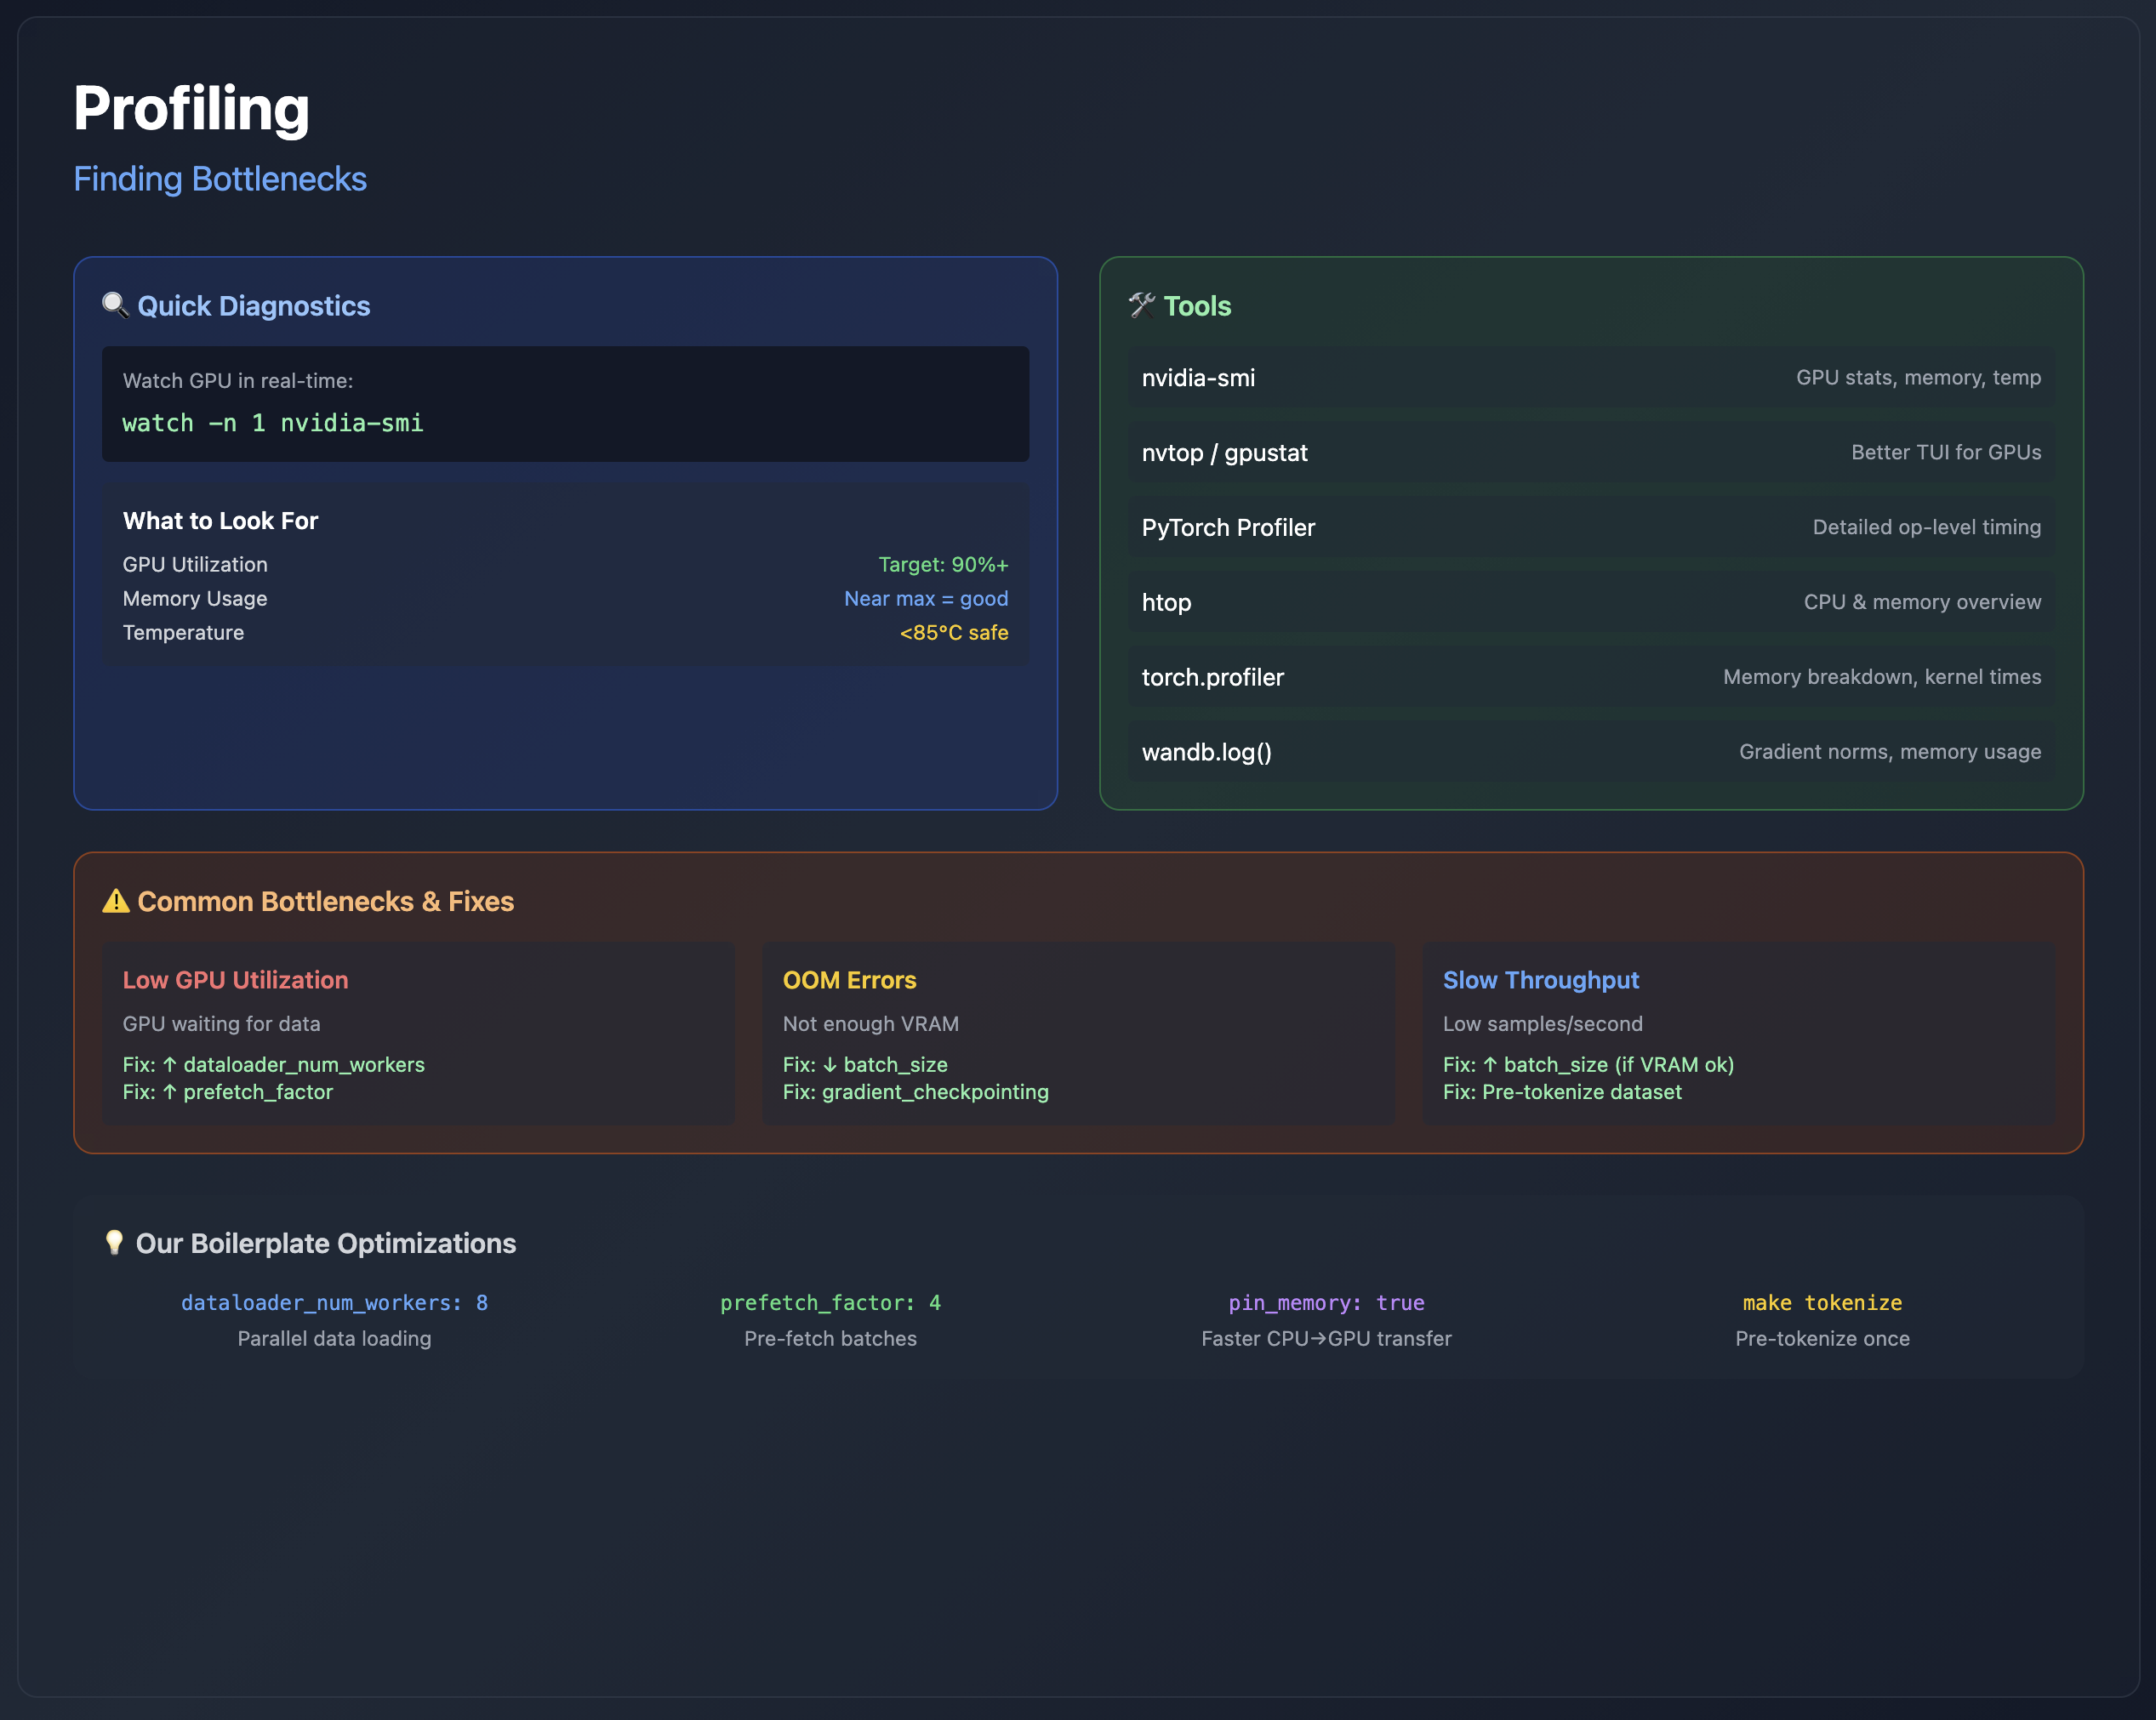 Profiling
Finding Bottlenecks
🔍 Quick Diagnostics
Watch GPU in real-time:
watch -n 1 nvidia-smi
What to Look For
GPU Utilization Target: 90%+
Memory Usage Near max = good
Temperature <85°C safe
🛠️ Tools
nvidia-smi GPU stats, memory, temp
nvtop / gpustat Better TUI for GPUs
PyTorch Profiler Detailed op-level timing
htop CPU & memory overview
torch.profiler Memory breakdown, kernel times
wandb.log() Gradient norms, memory usage
⚠️ Common Bottlenecks & Fixes
Low GPU Utilization
GPU waiting for data
Fix: ↑ dataloader_num_workers
Fix: ↑ prefetch_factor
OOM Errors
Not enough VRAM
Fix: ↓ batch_size
Fix: gradient_checkpointing
Slow Throughput
Low samples/second
Fix: ↑ batch_size (if VRAM ok)
Fix: Pre-tokenize dataset
💡 Our Boilerplate Optimizations
dataloader_num_workers: 8
Parallel data loading
prefetch_factor: 4
Pre-fetch batches
pin_memory: true
Faster CPU→GPU transfer
make tokenize
Pre-tokenize once